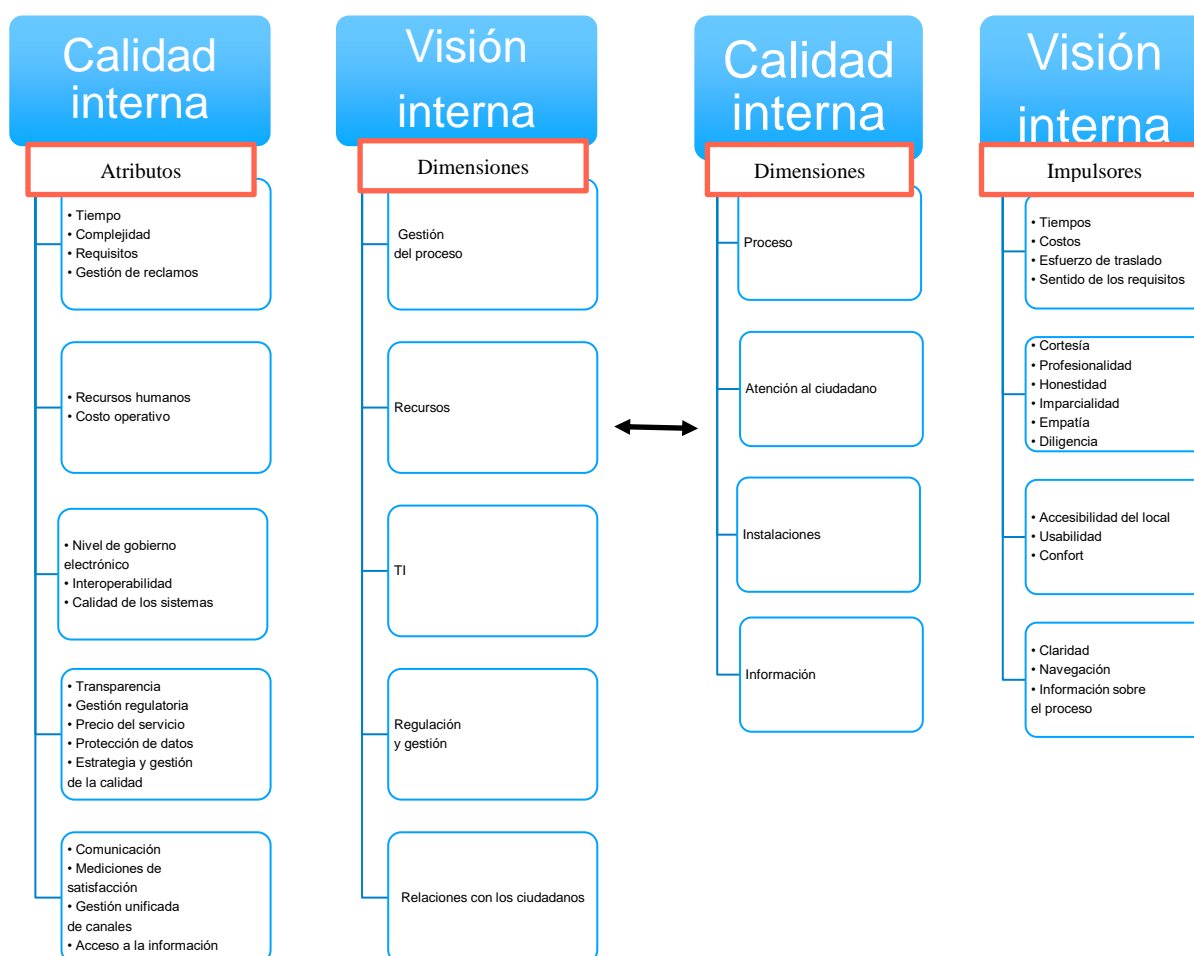 Calidad
interna
Atributos
• Tiempo
• Complejidad
• Requisitos
• Gestión de reclamos
• Recursos humanos
• Costo operativo
• Nivel de gobierno
electrónico
• Interoperabilidad
• Calidad de los sistemas
• Transparencia
• Gestión regulatoria
• Precio del servicio
• Protección de datos
• Estrategia y gestión
de la calidad
• Comunicación
• Mediciones de
satisfacción
• Gestión unificada
de canales
• Acceso a la información
Visión
interna
Dimensiones
Gestión
del proceso
Recursos
TI
Regulación
y gestión
Relaciones con los ciudadanos
Calidad
interna
Dimensiones
Proceso
Atención al ciudadano
Instalaciones
Información
Visión
interna
Impulsores
• Tiempos
• Costos
• Esfuerzo de traslado
• Sentido de los requisitos
• Cortesía
• Profesionalidad
• Honestidad
• Imparcialidad
• Empatía
• Diligencia
• Accesibilidad del local
• Usabilidad
• Confort
• Claridad
• Navegación
• Información sobre
el proceso